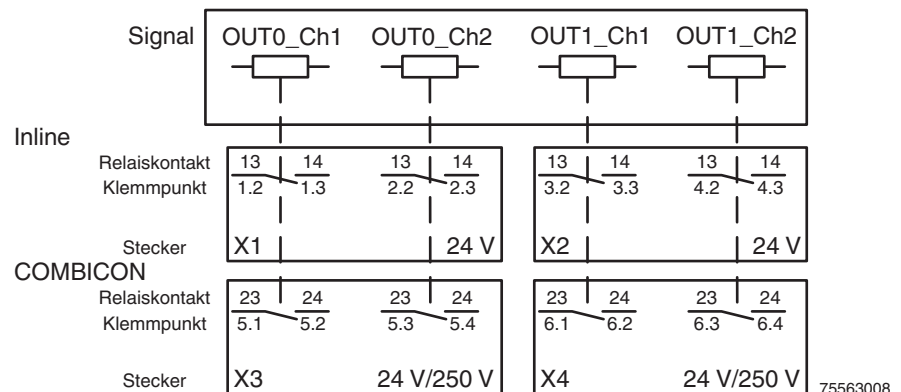 Signal OUT0_Ch1 OUT0_Ch2 OUT1_Ch1 OUT1_Ch2
Inline
Relaiskontakt 13 14 13 14 13 14 13 14
Klemmpunkt 1.2 1.3 2.2 2.3 3.2 3.3 4.2 4.3
Stecker X1 24 V X2 24 V
COMBICON
Relaiskontakt 23 24 23 24 23 24 23 24
Klemmpunkt 5.1 5.2 5.3 5.4 6.1 6.2 6.3 6.4
Stecker X3 24 V/250 V X4 24 V/250 V 75563008